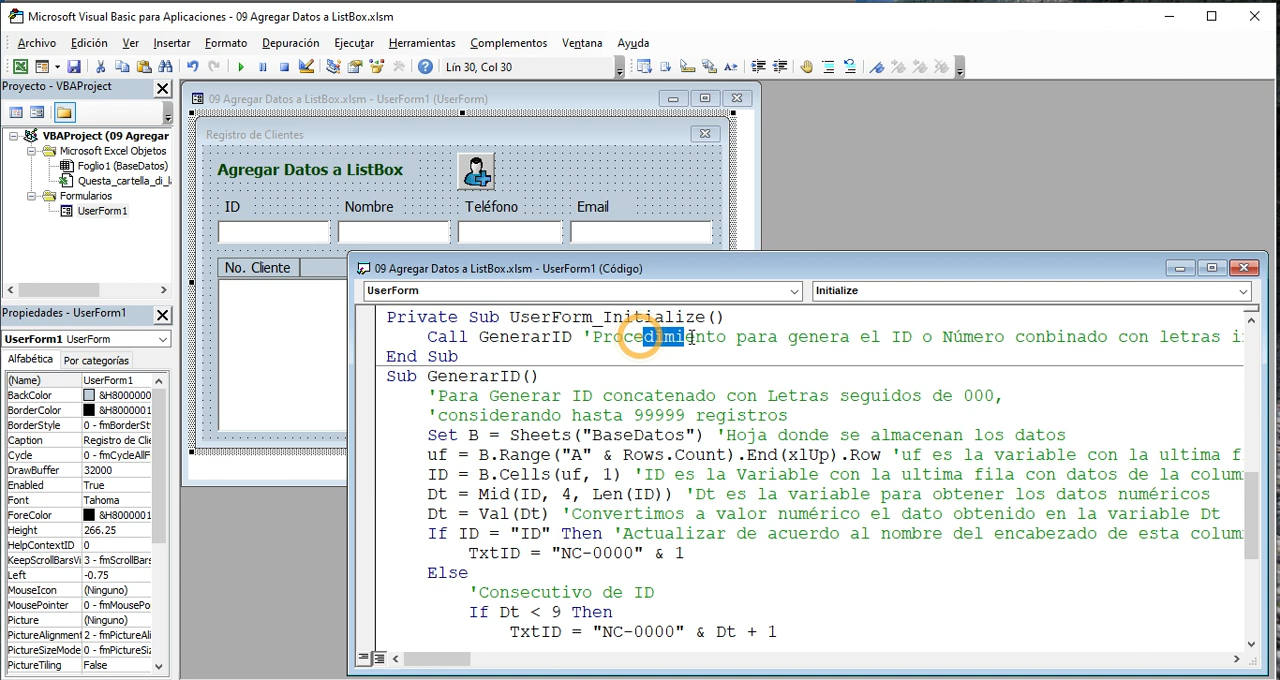 Microsoft Visual Basic para Aplicaciones - 09 Agregar Datos a ListBox.xlsm
Archivo Edición Ver Insertar Formato Depuración Ejecutar Herramientas Complementos Ventana Ayuda
Lín 30, Col 30
Proyecto - VBAProject
VBAProject (09 Agregar
Microsoft Excel Objetos
Foglio1 (BaseDatos)
Questa_cartella_di_l
Formularios
UserForm1
Propiedades - UserForm1
UserForm1 UserForm
Alfabética Por categorías
(Name) UserForm1
BackColor &H8000000
BorderColor &H8000001
BorderStyle 0 - fmBorderSt
Caption Registro de Clie
Cycle 0 - fmCycleAllF
DrawBuffer 32000
Enabled True
Font Tahoma
ForeColor &H8000001
Height 266.25
HelpContextID 0
KeepScrollBarsVi 3 - fmScrollBars
Left -0.75
MouseIcon (Ninguno)
MousePointer 0 - fmMousePo
Picture (Ninguno)
PictureAlignment 2 - fmPictureAli
PictureSizeMode 0 - fmPictureSiz
PictureTiling False
09 Agregar Datos a ListBox.xlsm - UserForm1 (UserForm)
Registro de Clientes
Agregar Datos a ListBox
ID Nombre Teléfono Email
No. Cliente
09 Agregar Datos a ListBox.xlsm - UserForm1 (Código)
UserForm Initialize
Private Sub UserForm_Initialize()
Call GenerarID 'Procedimiento para genera el ID o Número conbinado con letras i
End Sub
Sub GenerarID()
'Para Generar ID concatenado con Letras seguidos de 000,
'considerando hasta 99999 registros
Set B = Sheets("BaseDatos") 'Hoja donde se almacenan los datos
uf = B.Range("A" & Rows.Count).End(xlUp).Row 'uf es la variable con la ultima f
ID = B.Cells(uf, 1) 'ID es la Variable con la ultima fila con datos de la colum
Dt = Mid(ID, 4, Len(ID)) 'Dt es la variable para obtener los datos numéricos
Dt = Val(Dt) 'Convertimos a valor numérico el dato obtenido en la variable Dt
If ID = "ID" Then 'Actualizar de acuerdo al nombre del encabezado de esta colum
TxtID = "NC-0000" & 1
Else
'Consecutivo de ID
If Dt < 9 Then
TxtID = "NC-0000" & Dt + 1